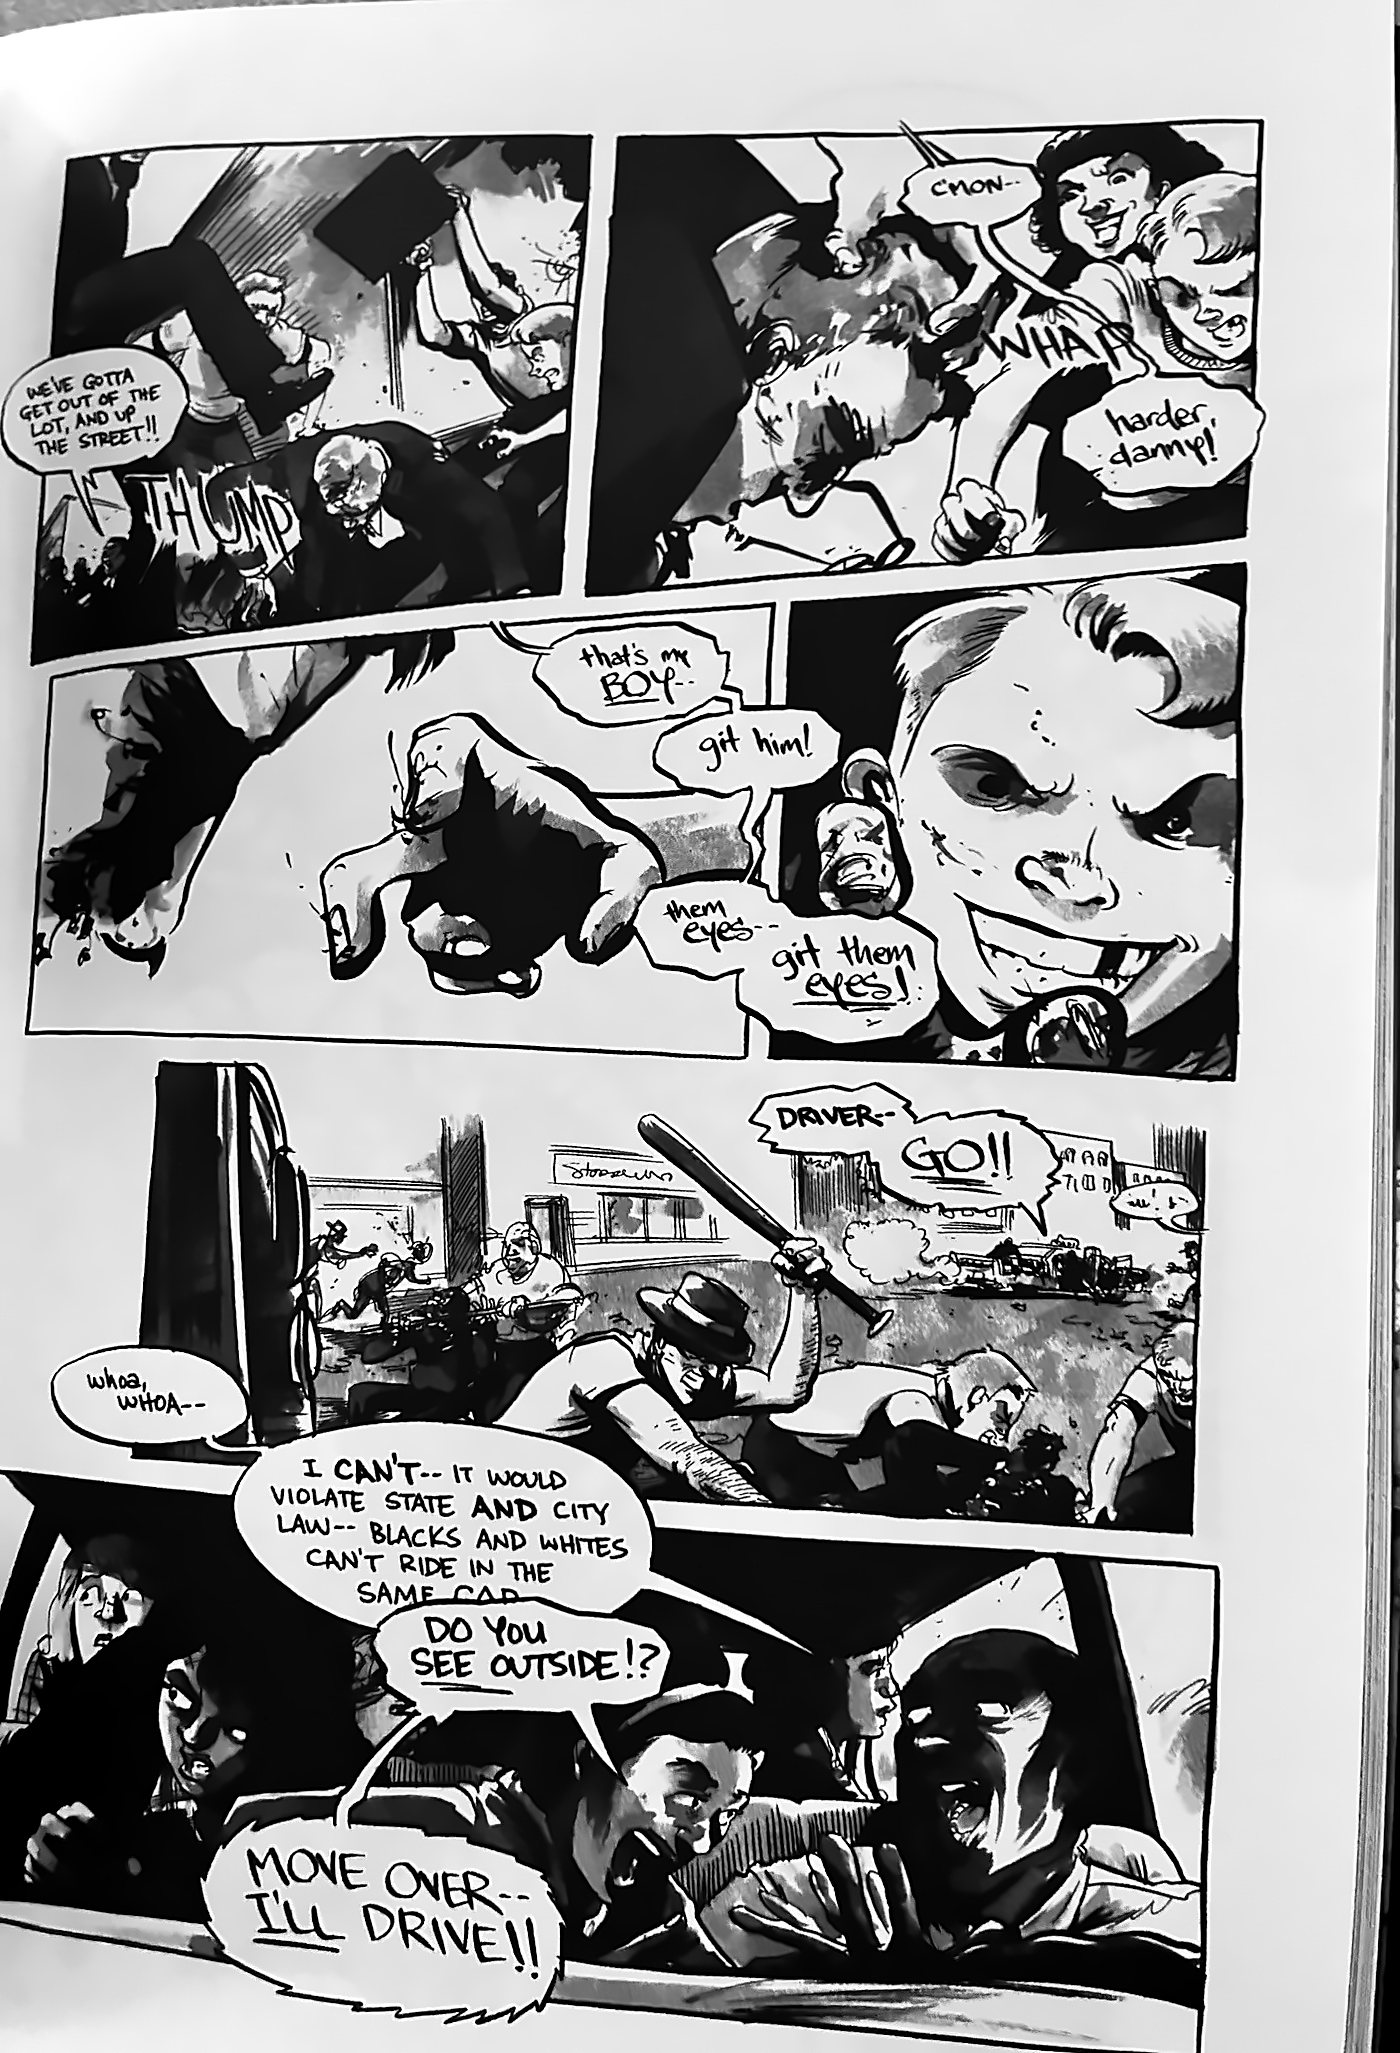 WE'VE GOTTA
GET OUT OF THE
LOT, AND UP
THE STREET!!
THUMP
C'MON--
WHAP
harder,
danny!
that's my
BOY--
git him!
them
eyes--
git them
eyes!
DRIVER--
GO!!
whoa,
WHOA--
I CAN'T-- IT WOULD
VIOLATE STATE AND CITY
LAW-- BLACKS AND WHITES
CAN'T RIDE IN THE
SAME CAR
DO YOU
SEE OUTSIDE!?
MOVE OVER--
I'LL DRIVE!!